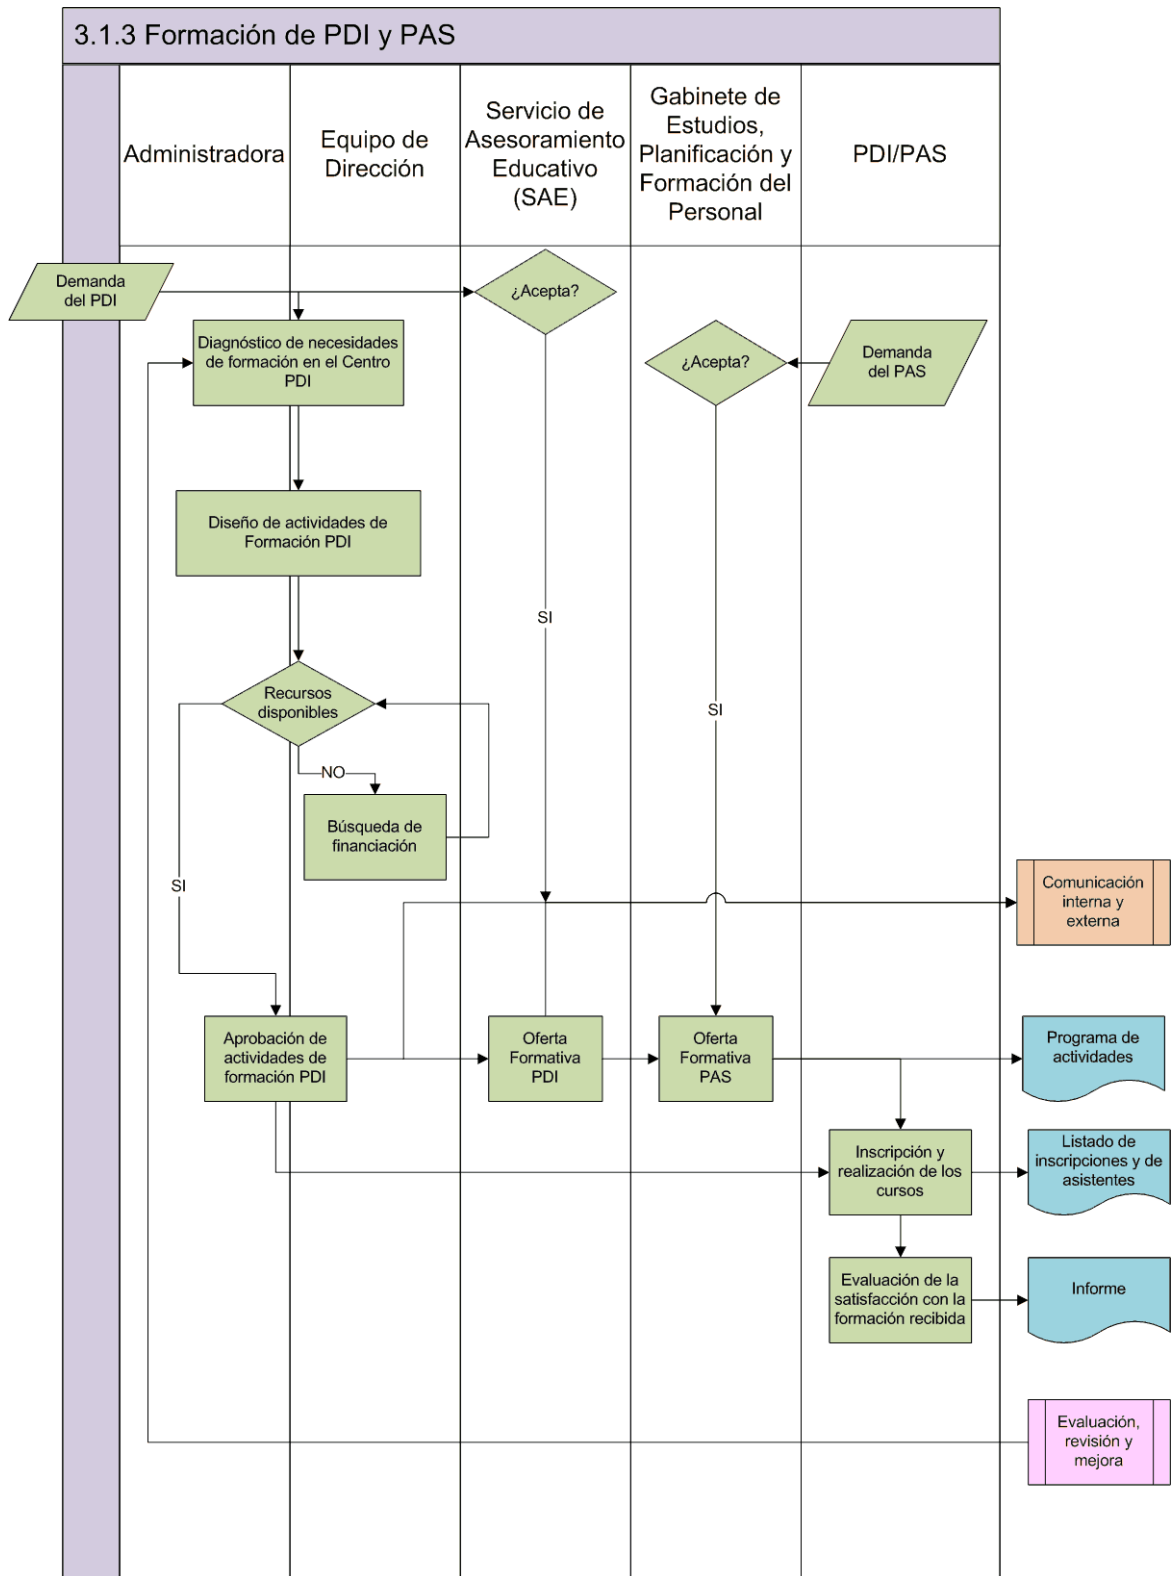 3.1.3 Formación de PDI y PAS
Administradora
Equipo de
Dirección
Servicio de
Asesoramiento
Educativo
(SAE)
Gabinete de
Estudios,
Planificación y
Formación del
Personal
PDI/PAS
Demanda
del PDI
¿Acepta?
Diagnóstico de necesidades
de formación en el Centro
PDI
¿Acepta?
Demanda
del PAS
Diseño de actividades de
Formación PDI
SI
Recursos
disponibles
SI
NO
Búsqueda de
financiación
SI
Comunicación
interna y
externa
Aprobación de
actividades de
formación PDI
Oferta
Formativa
PDI
Oferta
Formativa
PAS
Programa de
actividades
Inscripción y
realización de los
cursos
Listado de
inscripciones y de
asistentes
Evaluación de la
satisfacción con la
formación recibida
Informe
Evaluación,
revisión y
mejora